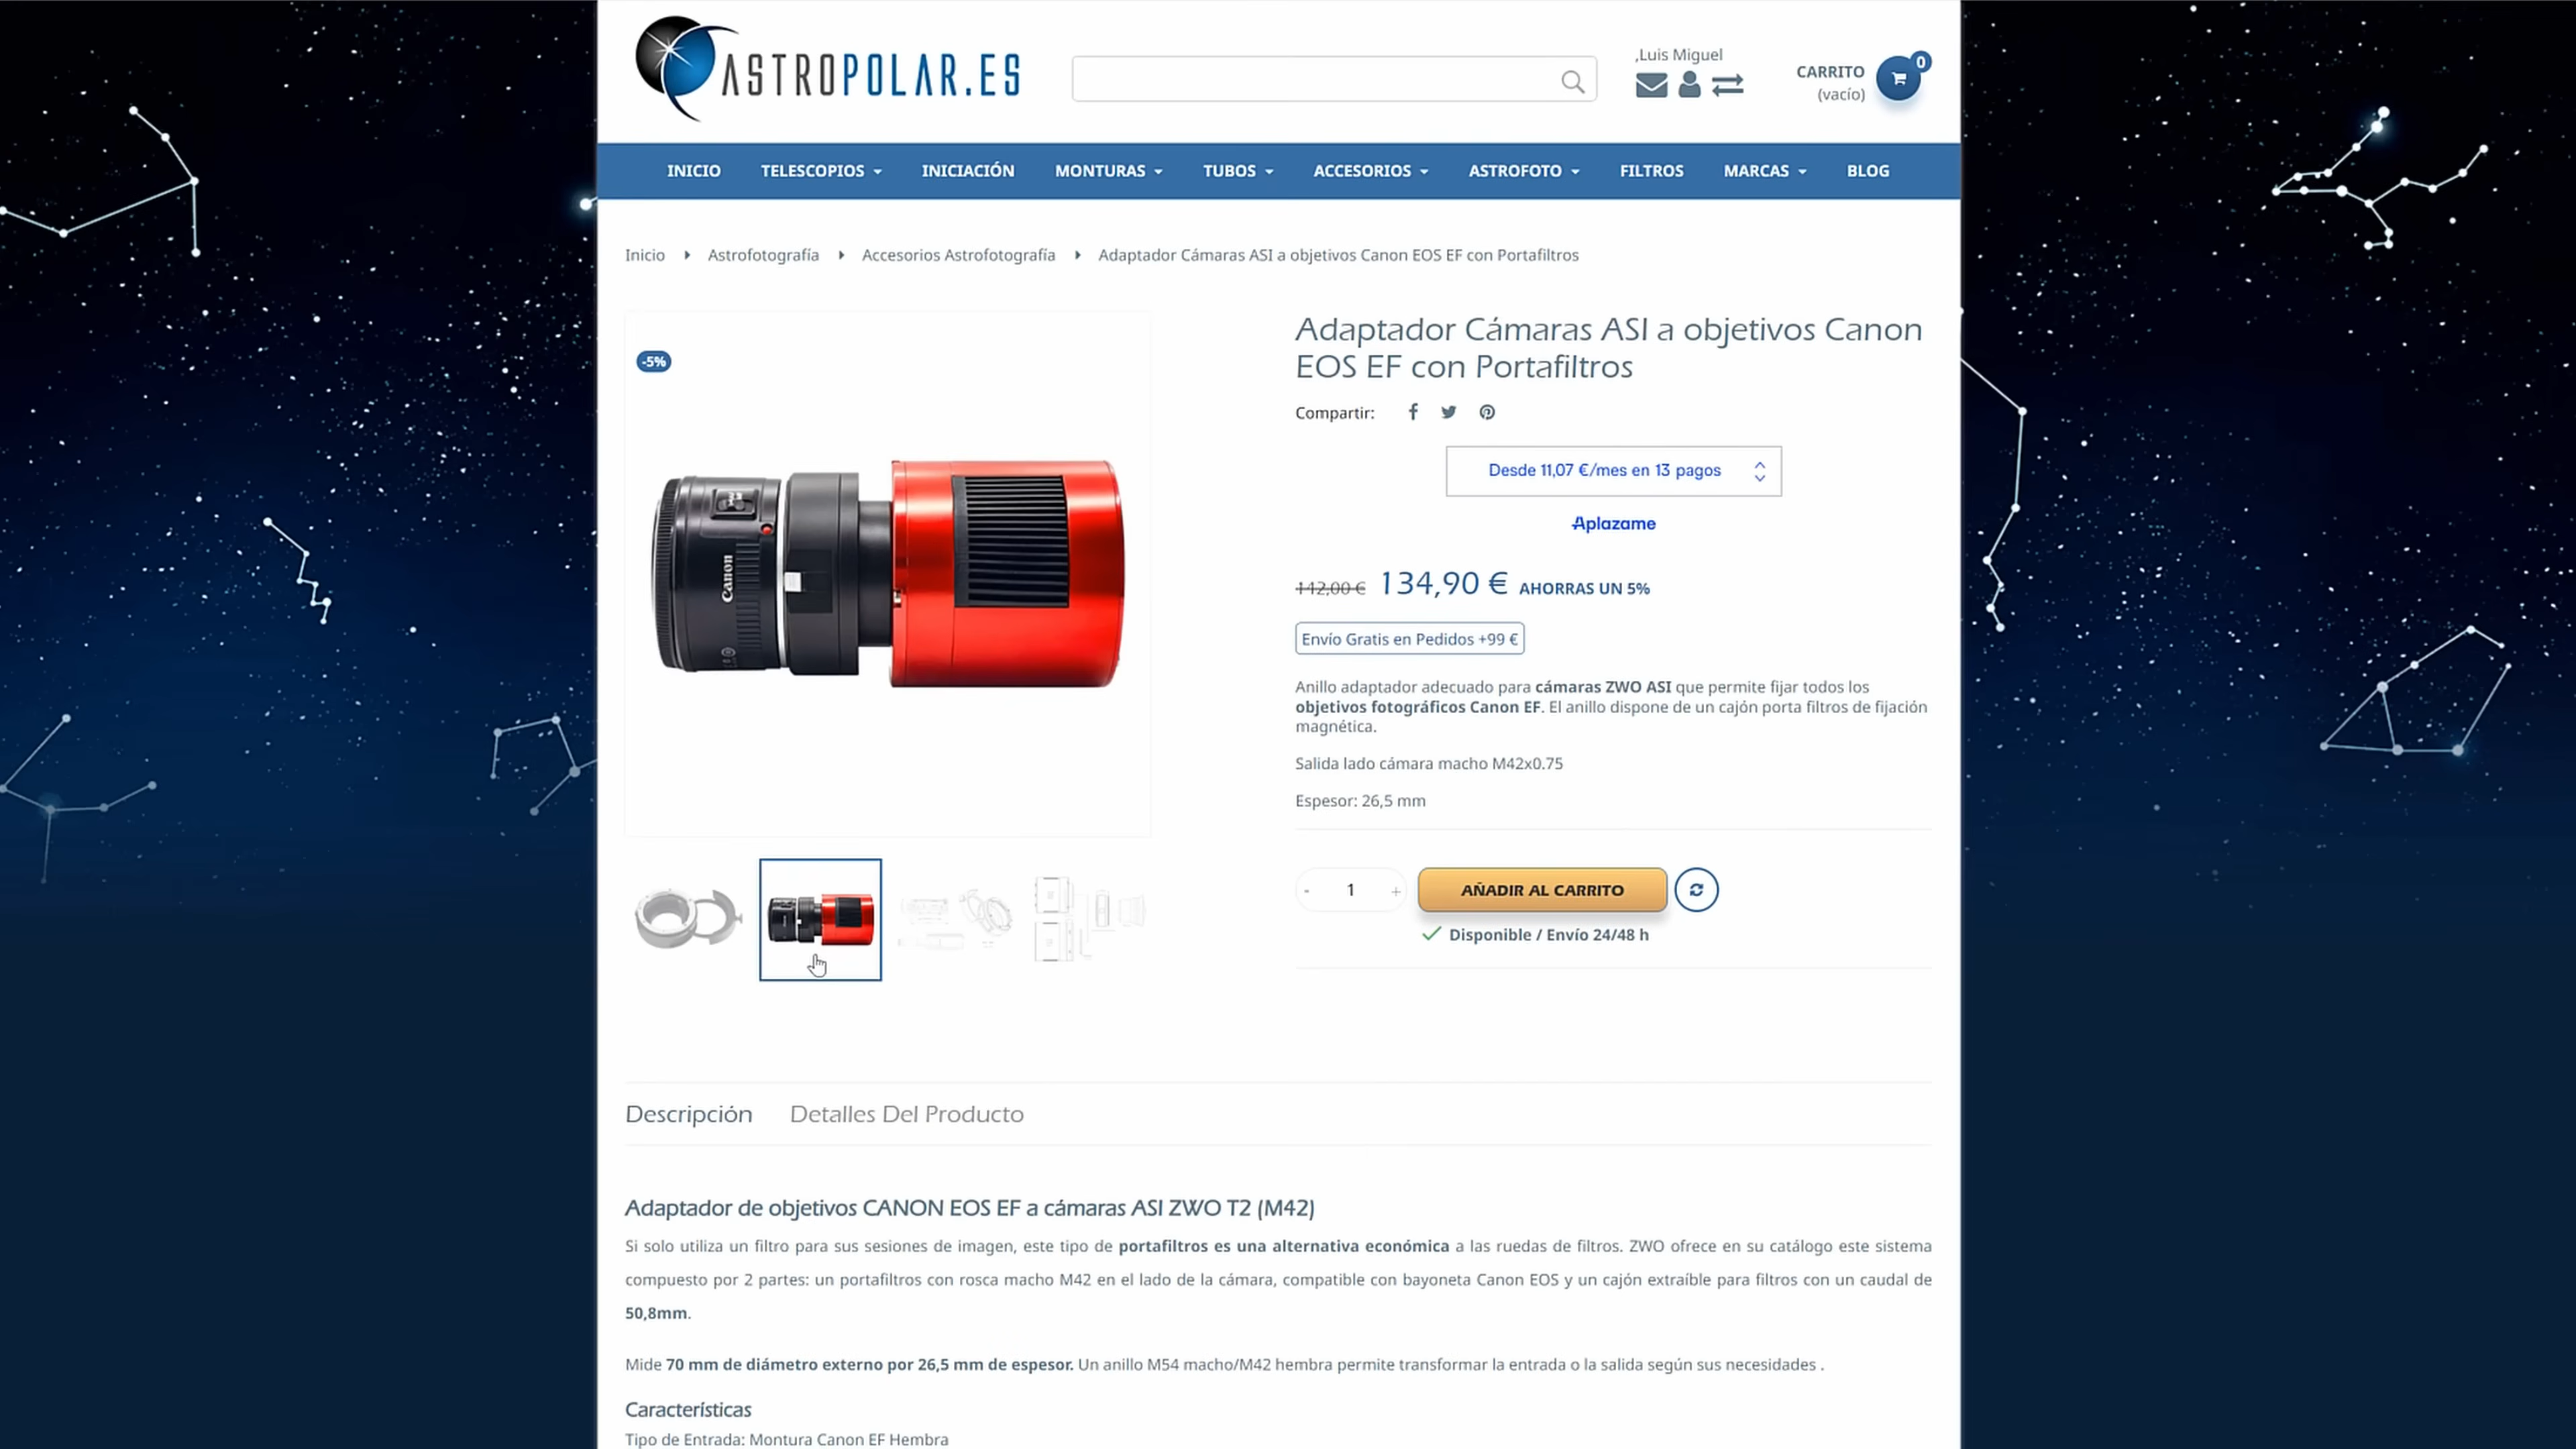 ASTROPOLAR.ES
,Luis Miguel
CARRITO
(vacío)
0
INICIO TELESCOPIOS INICIACIÓN MONTURAS TUBOS ACCESORIOS ASTROFOTO FILTROS MARCAS BLOG
Inicio Astrofotografía Accesorios Astrofotografía Adaptador Cámaras ASI a objetivos Canon EOS EF con Portafiltros
-5%
Canon
Adaptador Cámaras ASI a objetivos Canon
EOS EF con Portafiltros
Compartir:
Desde 11,07 €/mes en 13 pagos
Aplazame
142,00 € 134,90 € AHORRAS UN 5%
Envío Gratis en Pedidos +99 €
Anillo adaptador adecuado para cámaras ZWO ASI que permite fijar todos los
objetivos fotográficos Canon EF. El anillo dispone de un cajón porta filtros de fijación
magnética.
Salida lado cámara macho M42x0.75
Espesor: 26,5 mm
- 1 + AÑADIR AL CARRITO
Disponible / Envío 24/48 h
Descripción Detalles Del Producto
Adaptador de objetivos CANON EOS EF a cámaras ASI ZWO T2 (M42)
Si solo utiliza un filtro para sus sesiones de imagen, este tipo de portafiltros es una alternativa económica a las ruedas de filtros. ZWO ofrece en su catálogo este sistema
compuesto por 2 partes: un portafiltros con rosca macho M42 en el lado de la cámara, compatible con bayoneta Canon EOS y un cajón extraíble para filtros con un caudal de
50,8mm.
Mide 70 mm de diámetro externo por 26,5 mm de espesor. Un anillo M54 macho/M42 hembra permite transformar la entrada o la salida según sus necesidades .
Características
Tipo de Entrada: Montura Canon EF Hembra